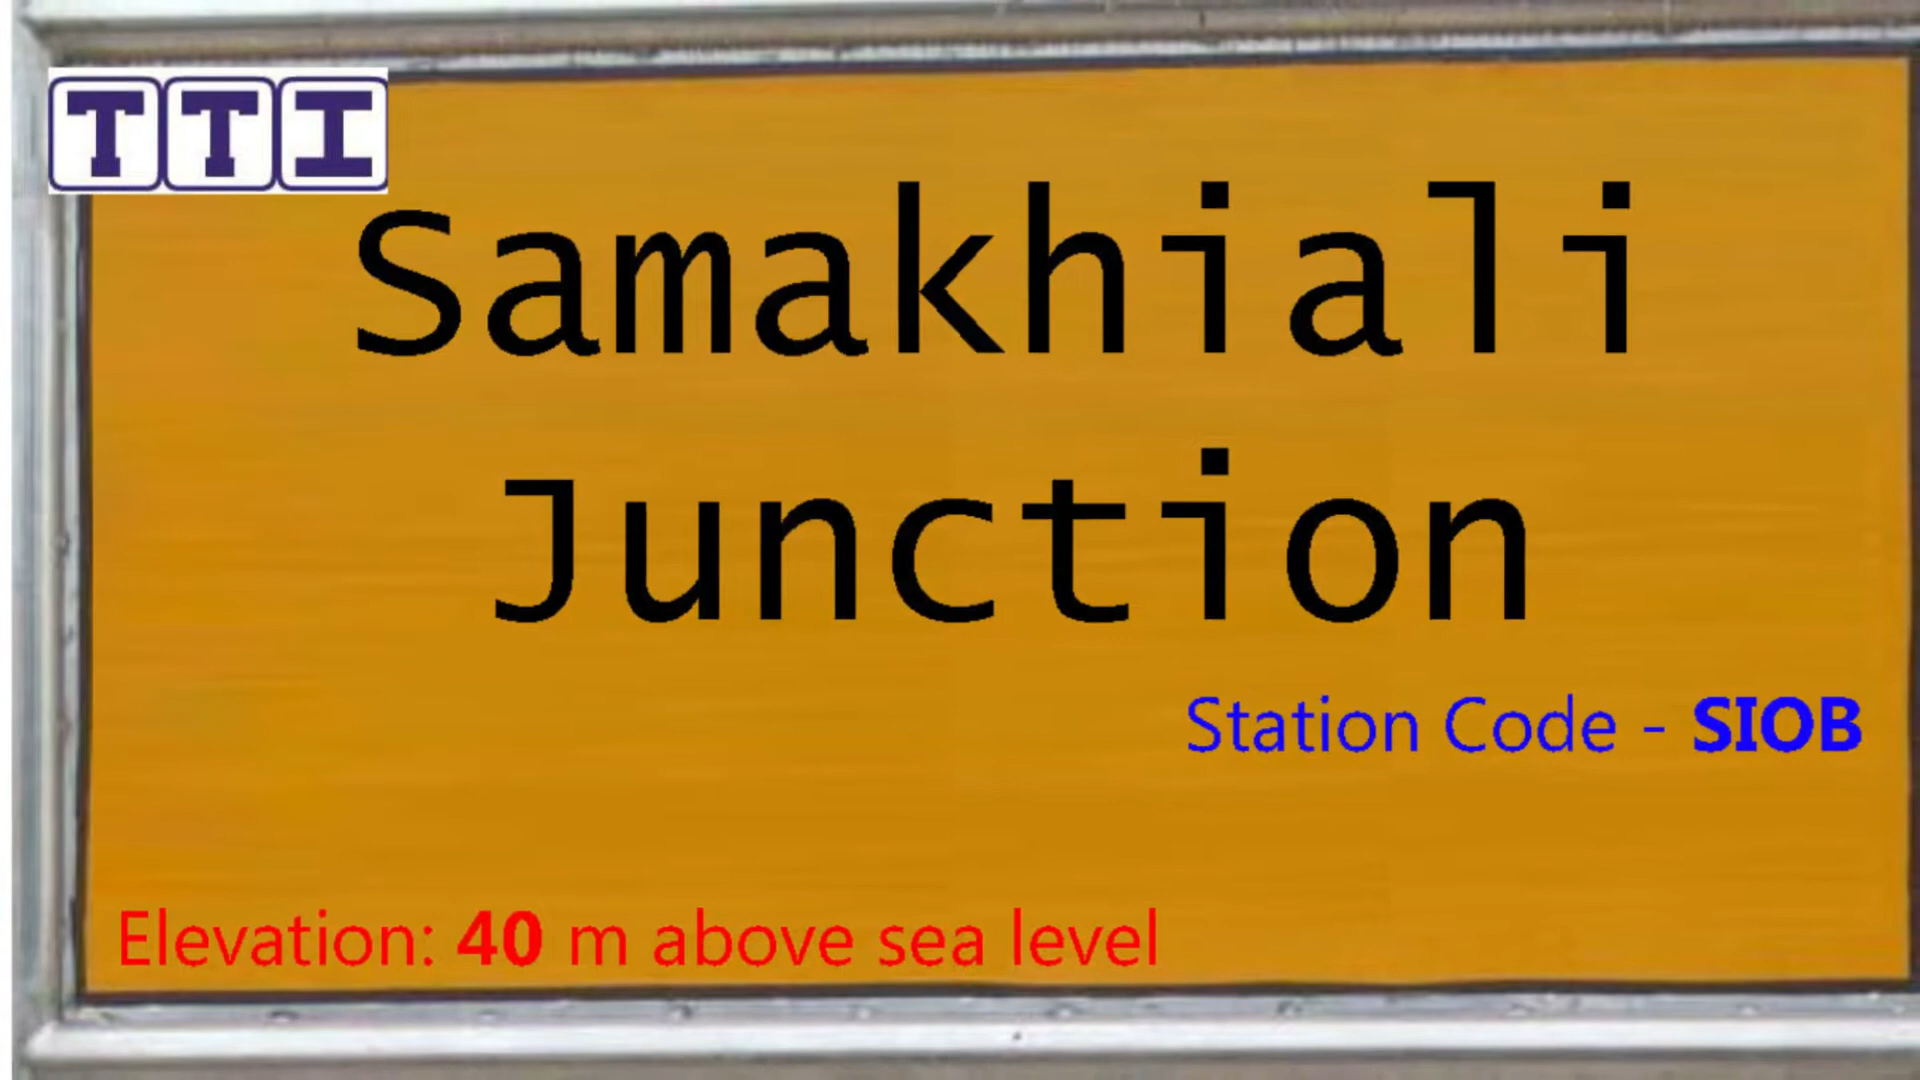 TTI
Samakhiali
Junction
Station Code - SIOB
Elevation: 40 m above sea level